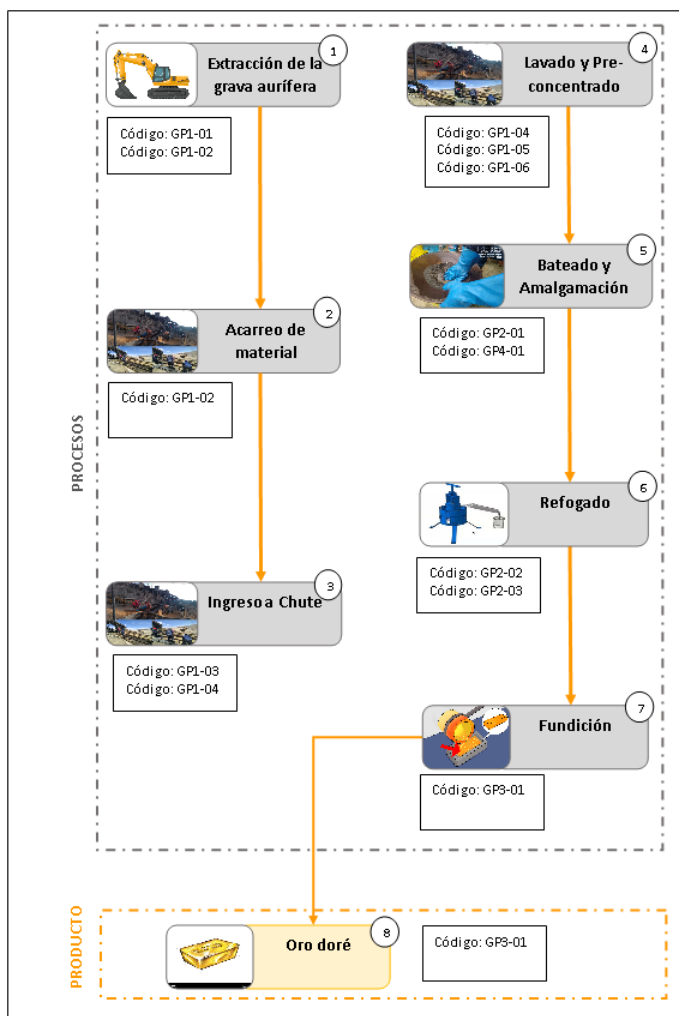 PROCESOS
1
Extracción de la
grava aurífera
Código: GP1-01
Código: GP1-02
2
Acarreo de
material
Código: GP1-02
3
Ingreso a Chute
Código: GP1-03
Código: GP1-04
4
Lavado y Pre-
concentrado
Código: GP1-04
Código: GP1-05
Código: GP1-06
5
Bateado y
Amalgamación
Código: GP2-01
Código: GP4-01
6
Refogado
Código: GP2-02
Código: GP2-03
7
Fundición
Código: GP3-01
PRODUCTO
8
Oro doré
Código: GP3-01